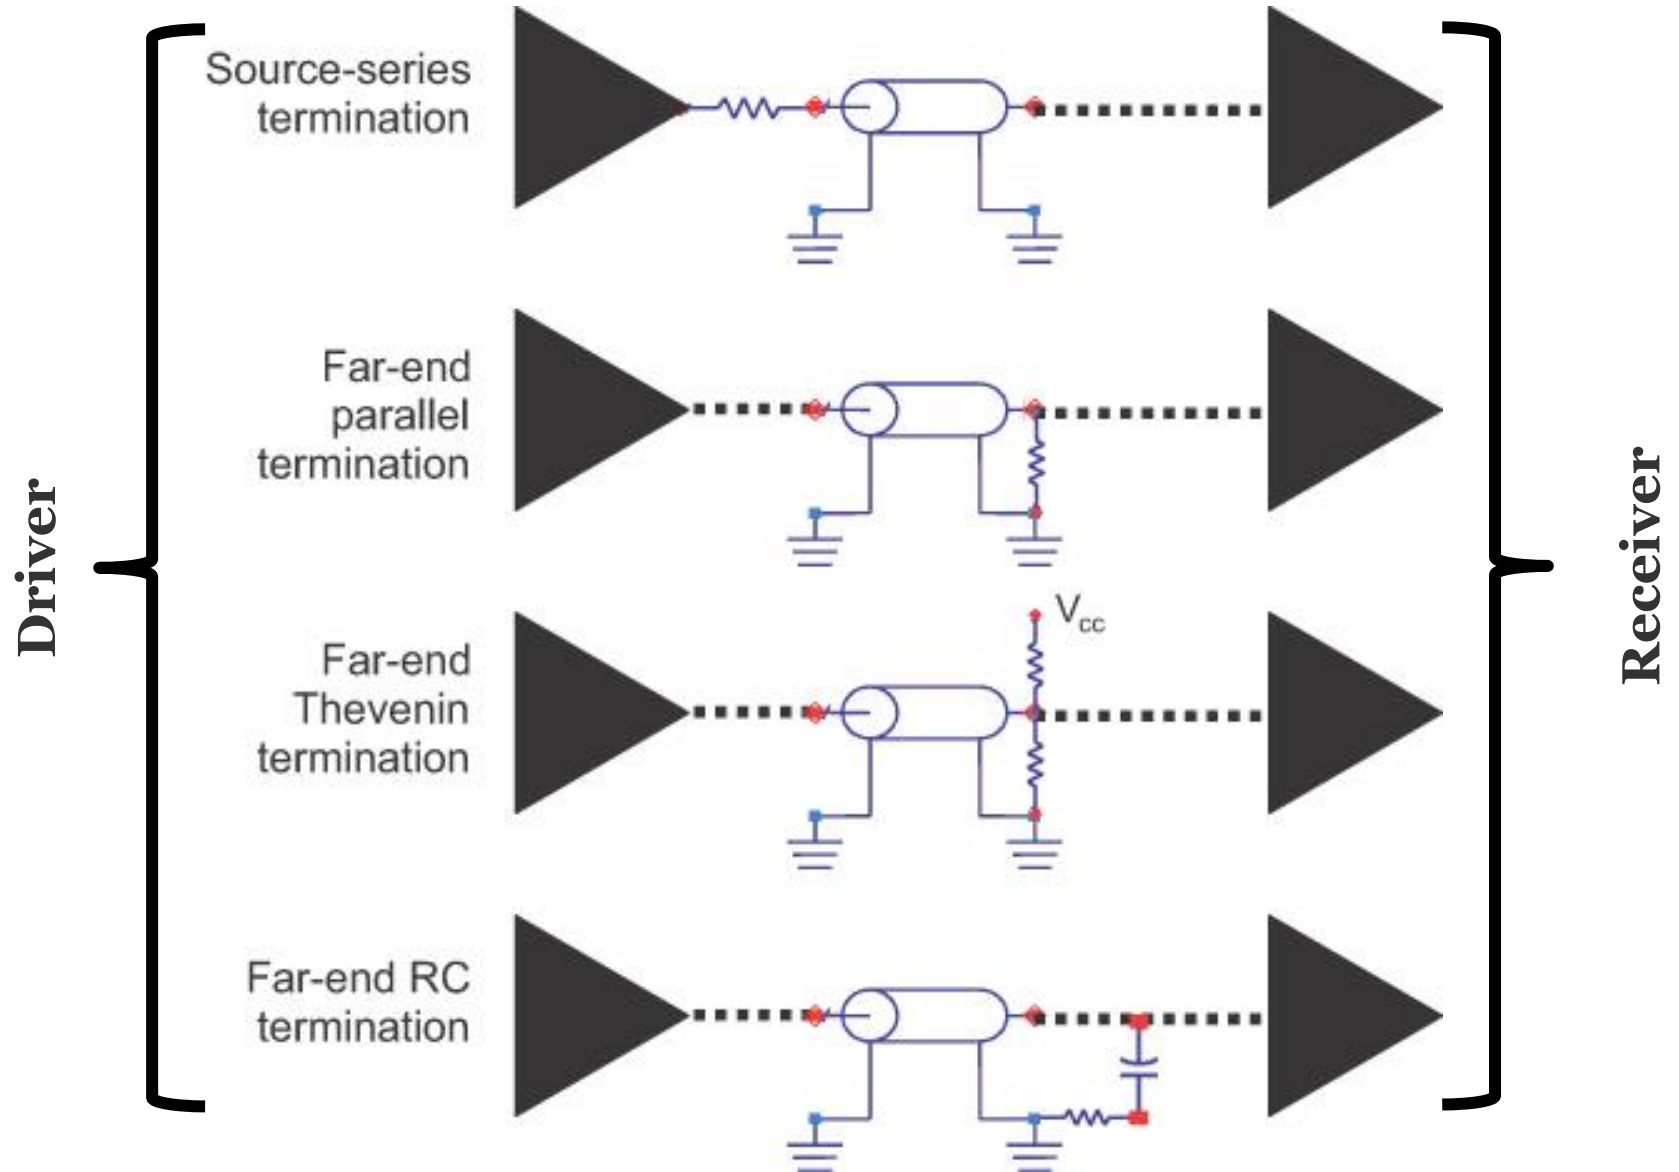 Driver
Source-series
termination
Far-end
parallel
termination
Far-end
Thevenin
termination
Vcc
Far-end RC
termination
Receiver